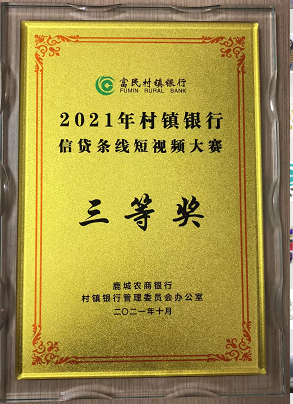 富民村镇银行
FUMIN RURAL BANK
2021年村镇银行
信贷条线短视频大赛
三等奖
鹿城农商银行
村镇银行管理委员会办公室
二〇二一年十月